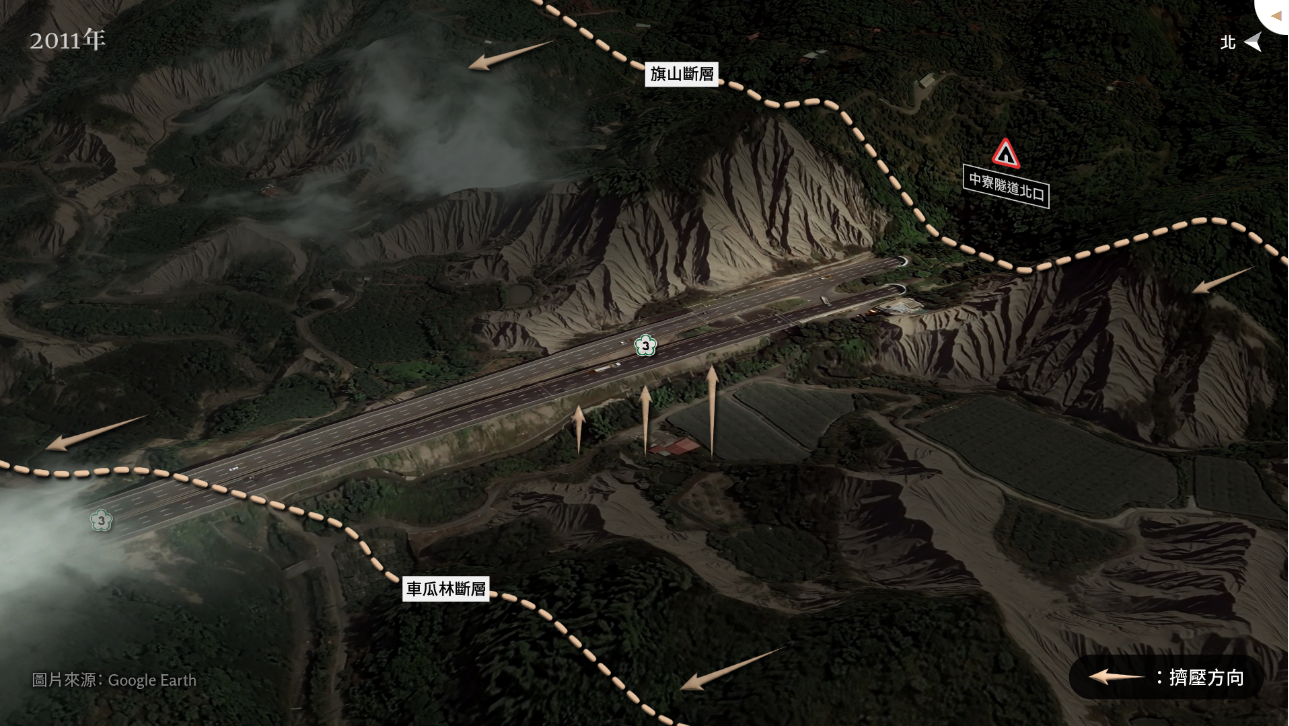 2011年
北
旗山斷層
中寮隧道北口
3
3
車瓜林斷層
圖片來源：Google Earth
：擠壓方向